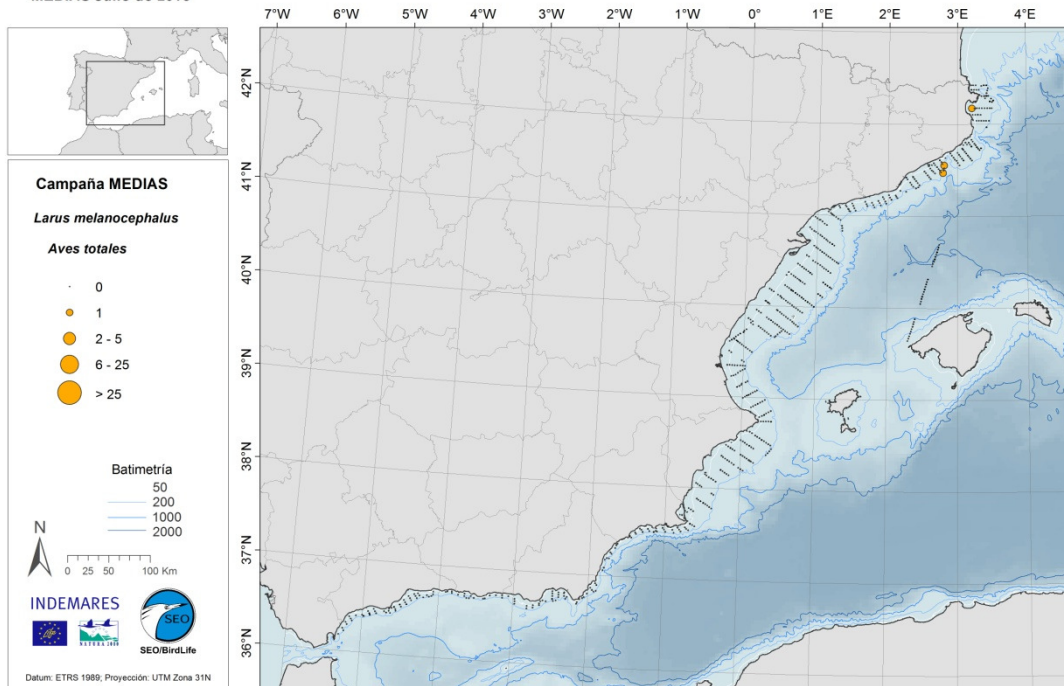 7°W 6°W 5°W 4°W 3°W 2°W 1°W 0° 1°E 2°E 3°E 4°E
42°N
41°N
40°N
39°N
38°N
37°N
36°N
Campaña MEDIAS
Larus melanocephalus
Aves totales
0
1
2 - 5
6 - 25
> 25
Batimetría
50
200
1000
2000
N
0 25 50 100 Km
INDEMARES
NATURA 2000
SEO
SEO/BirdLife
Datum: ETRS 1989; Proyección: UTM Zona 31N